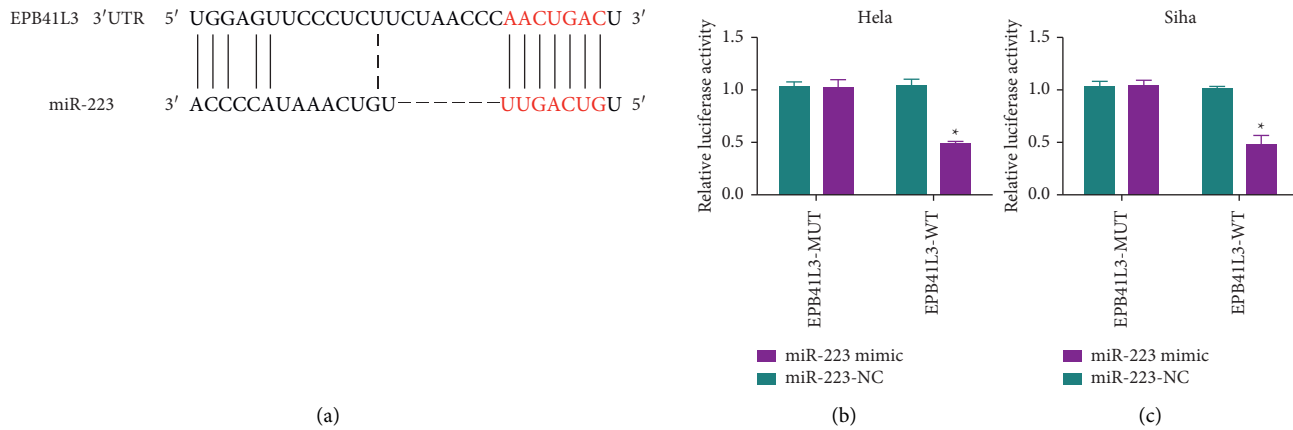 EPB41L3 3′UTR 5′ UGGAGUUCCCUCUUCUAACCCAACUGACU 3′
miR-223 3′ ACCCCAUAAACUGU–––––––UUGACUGU 5′
(a)
Hela
Relative luciferase activity
1.5
1.0
0.5
0.0
*
EPB41L3-MUT
EPB41L3-WT
miR-223 mimic
miR-223-NC
(b)
Siha
Relative luciferase activity
1.5
1.0
0.5
0.0
*
EPB41L3-MUT
EPB41L3-WT
miR-223 mimic
miR-223-NC
(c)